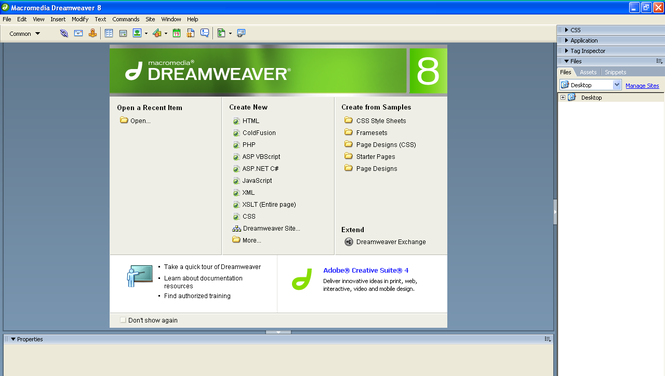 Macromedia Dreamweaver 8
File Edit View Insert Modify Text Commands Site Window Help
Common
CSS
Application
Tag Inspector
Files
Files Assets Snippets
Desktop Manage Sites
Desktop
macromedia®
DREAMWEAVER® 8
Open a Recent Item
Open...
Create New
HTML
ColdFusion
PHP
ASP VBScript
ASP.NET C#
JavaScript
XML
XSLT (Entire page)
CSS
Dreamweaver Site...
More...
Create from Samples
CSS Style Sheets
Framesets
Page Designs (CSS)
Starter Pages
Page Designs
Extend
Dreamweaver Exchange
• Take a quick tour of Dreamweaver
• Learn about documentation
resources
• Find authorized training
Adobe® Creative Suite® 4
Deliver innovative ideas in print, web,
interactive, video and mobile design.
Don't show again
Properties